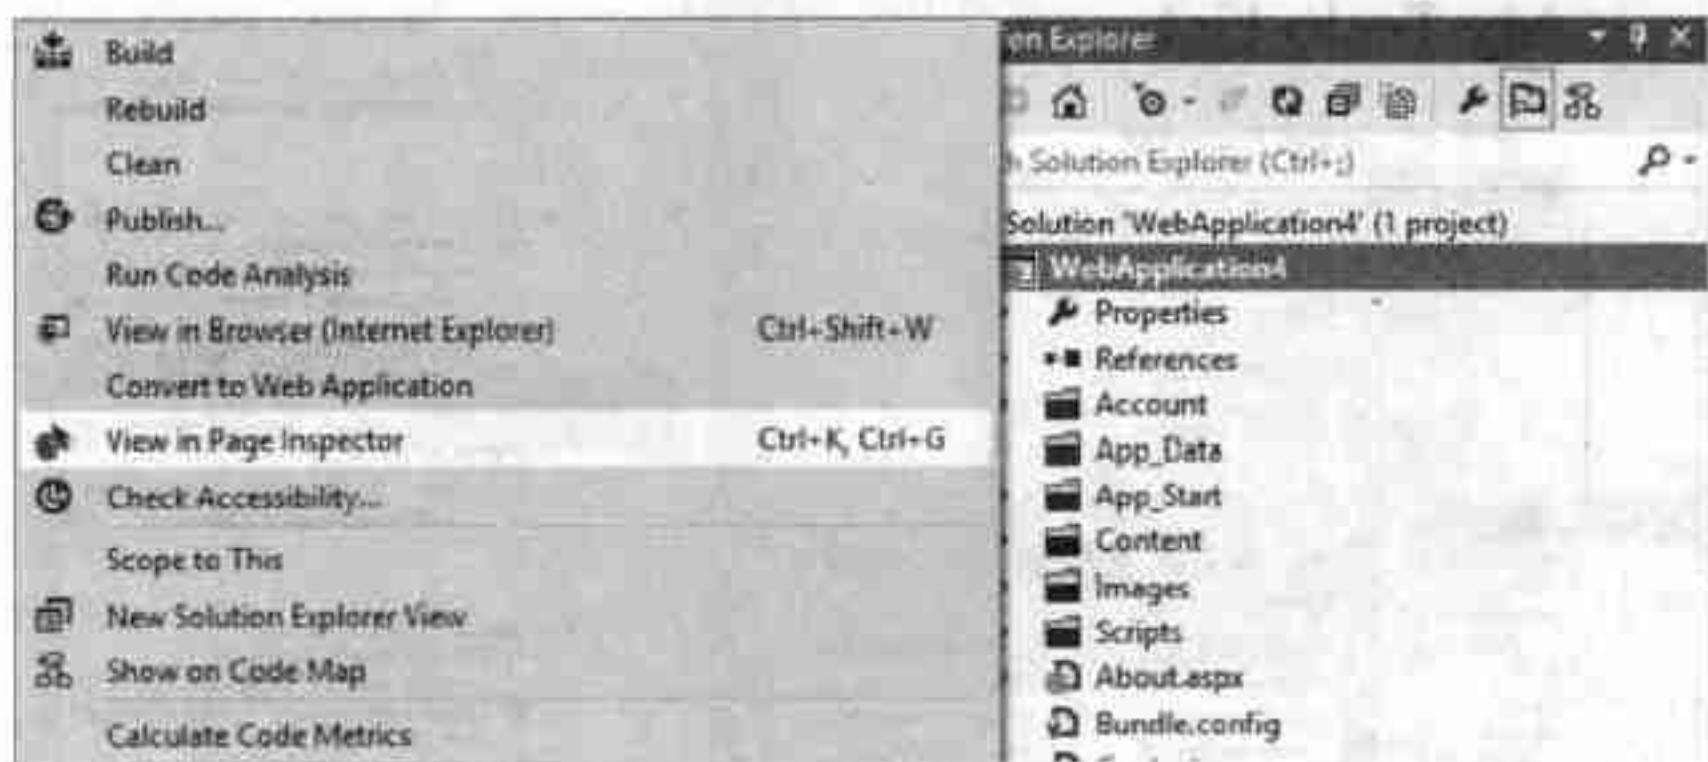 Build
Rebuild
Clean
Publish...
Run Code Analysis
View in Browser (Internet Explorer) Ctrl+Shift+W
Convert to Web Application
View in Page Inspector Ctrl+K, Ctrl+G
Check Accessibility...
Scope to This
New Solution Explorer View
Show on Code Map
Calculate Code Metrics
on Explorer
h Solution Explorer (Ctrl+;)
Solution 'WebApplication4' (1 project)
WebApplication4
Properties
References
Account
App_Data
App_Start
Content
Images
Scripts
About.aspx
Bundle.config